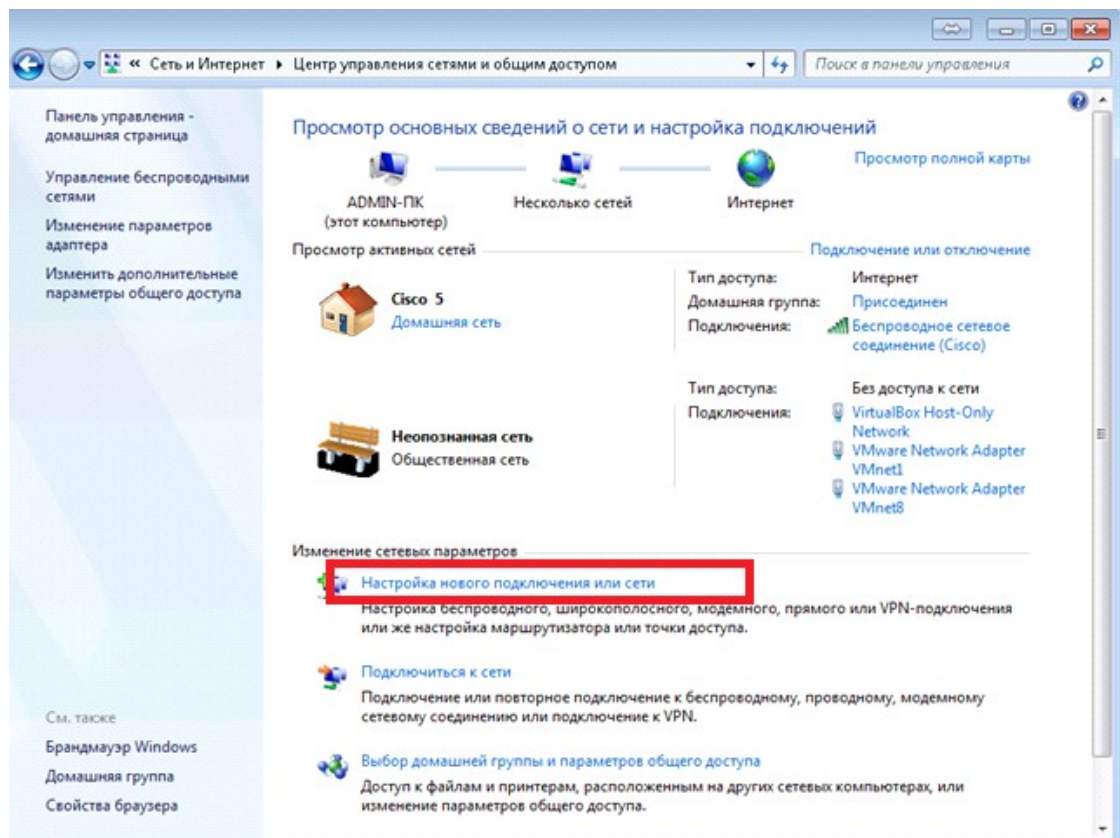 « Сеть и Интернет ▸ Центр управления сетями и общим доступом
Поиск в панели управления
Панель управления -
домашняя страница
Управление беспроводными
сетями
Изменение параметров
адаптера
Изменить дополнительные
параметры общего доступа
См. также
Брандмауэр Windows
Домашняя группа
Свойства браузера
Просмотр основных сведений о сети и настройка подключений
Просмотр полной карты
ADMIN-ПК
(этот компьютер)
Несколько сетей
Интернет
Просмотр активных сетей
Подключение или отключение
Cisco 5
Домашняя сеть
Тип доступа: Интернет
Домашняя группа: Присоединен
Подключения: Беспроводное сетевое
соединение (Cisco)
Неопознанная сеть
Общественная сеть
Тип доступа: Без доступа к сети
Подключения: VirtualBox Host-Only
Network
VMware Network Adapter
VMnet1
VMware Network Adapter
VMnet8
Изменение сетевых параметров
Настройка нового подключения или сети
Настройка беспроводного, широкополосного, модемного, прямого или VPN-подключения
или же настройка маршрутизатора или точки доступа.
Подключиться к сети
Подключение или повторное подключение к беспроводному, проводному, модемному
сетевому соединению или подключение к VPN.
Выбор домашней группы и параметров общего доступа
Доступ к файлам и принтерам, расположенным на других сетевых компьютерах, или
изменение параметров общего доступа.